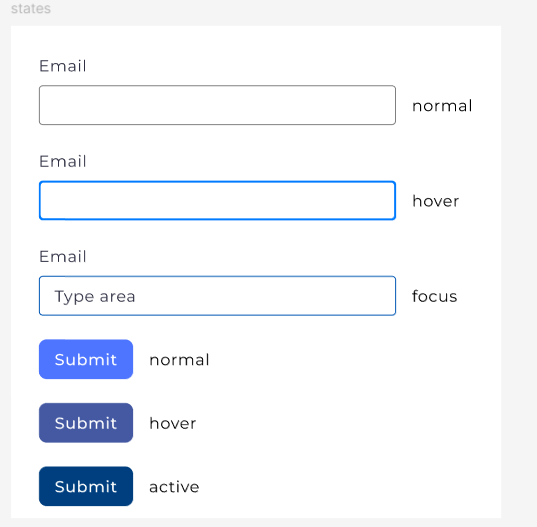 states
Email
normal
Email
hover
Email
Type area focus
Submit normal
Submit hover
Submit active